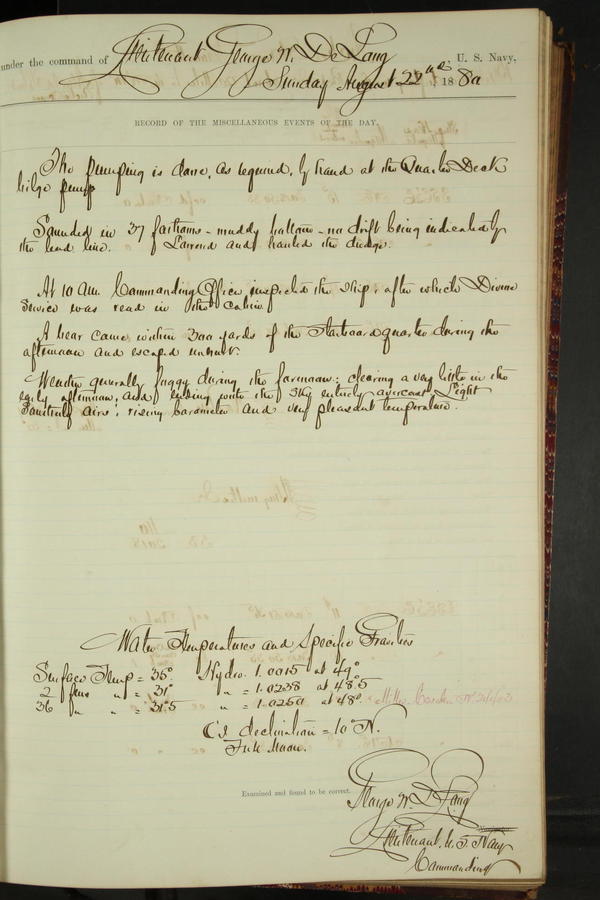 under the command of Lieutenant George W. De Long, U. S. Navy,
Sunday August 22nd, 1880
RECORD OF THE MISCELLANEOUS EVENTS OF THE DAY.
The pumping is done, as required, by hand at the Quarter Deck
bilge pump
Sounded in 37 fathoms - muddy bottom - no drift being indicated by
the lead line. Lowered and hauled the dredge.
At 10 am. Commanding Officer inspected the ship, after which Divine
Service was read in the cabin
A bear came within 300 yards of the starboard quarter during the
afternoon and escaped unhurt.
Weather generally foggy during the forenoon: clearing a very little in the
early afternoon, and ending with the sky entirely overcast. Light
Southerly airs: rising barometer and very pleasant temperature.
Water Temperatures and Specific Gravities
Surface Temp = 35° Hydro. 1.0015 at 49°
2 fms " = 31° " = 1.0238 at 48°.5
36 " " = 31°.5 " = 1.0250 at 48°
C's declination = 10° N.
Full Moon.
Examined and found to be correct.
George W. De Long
Lieutenant U. S. Navy
Commanding